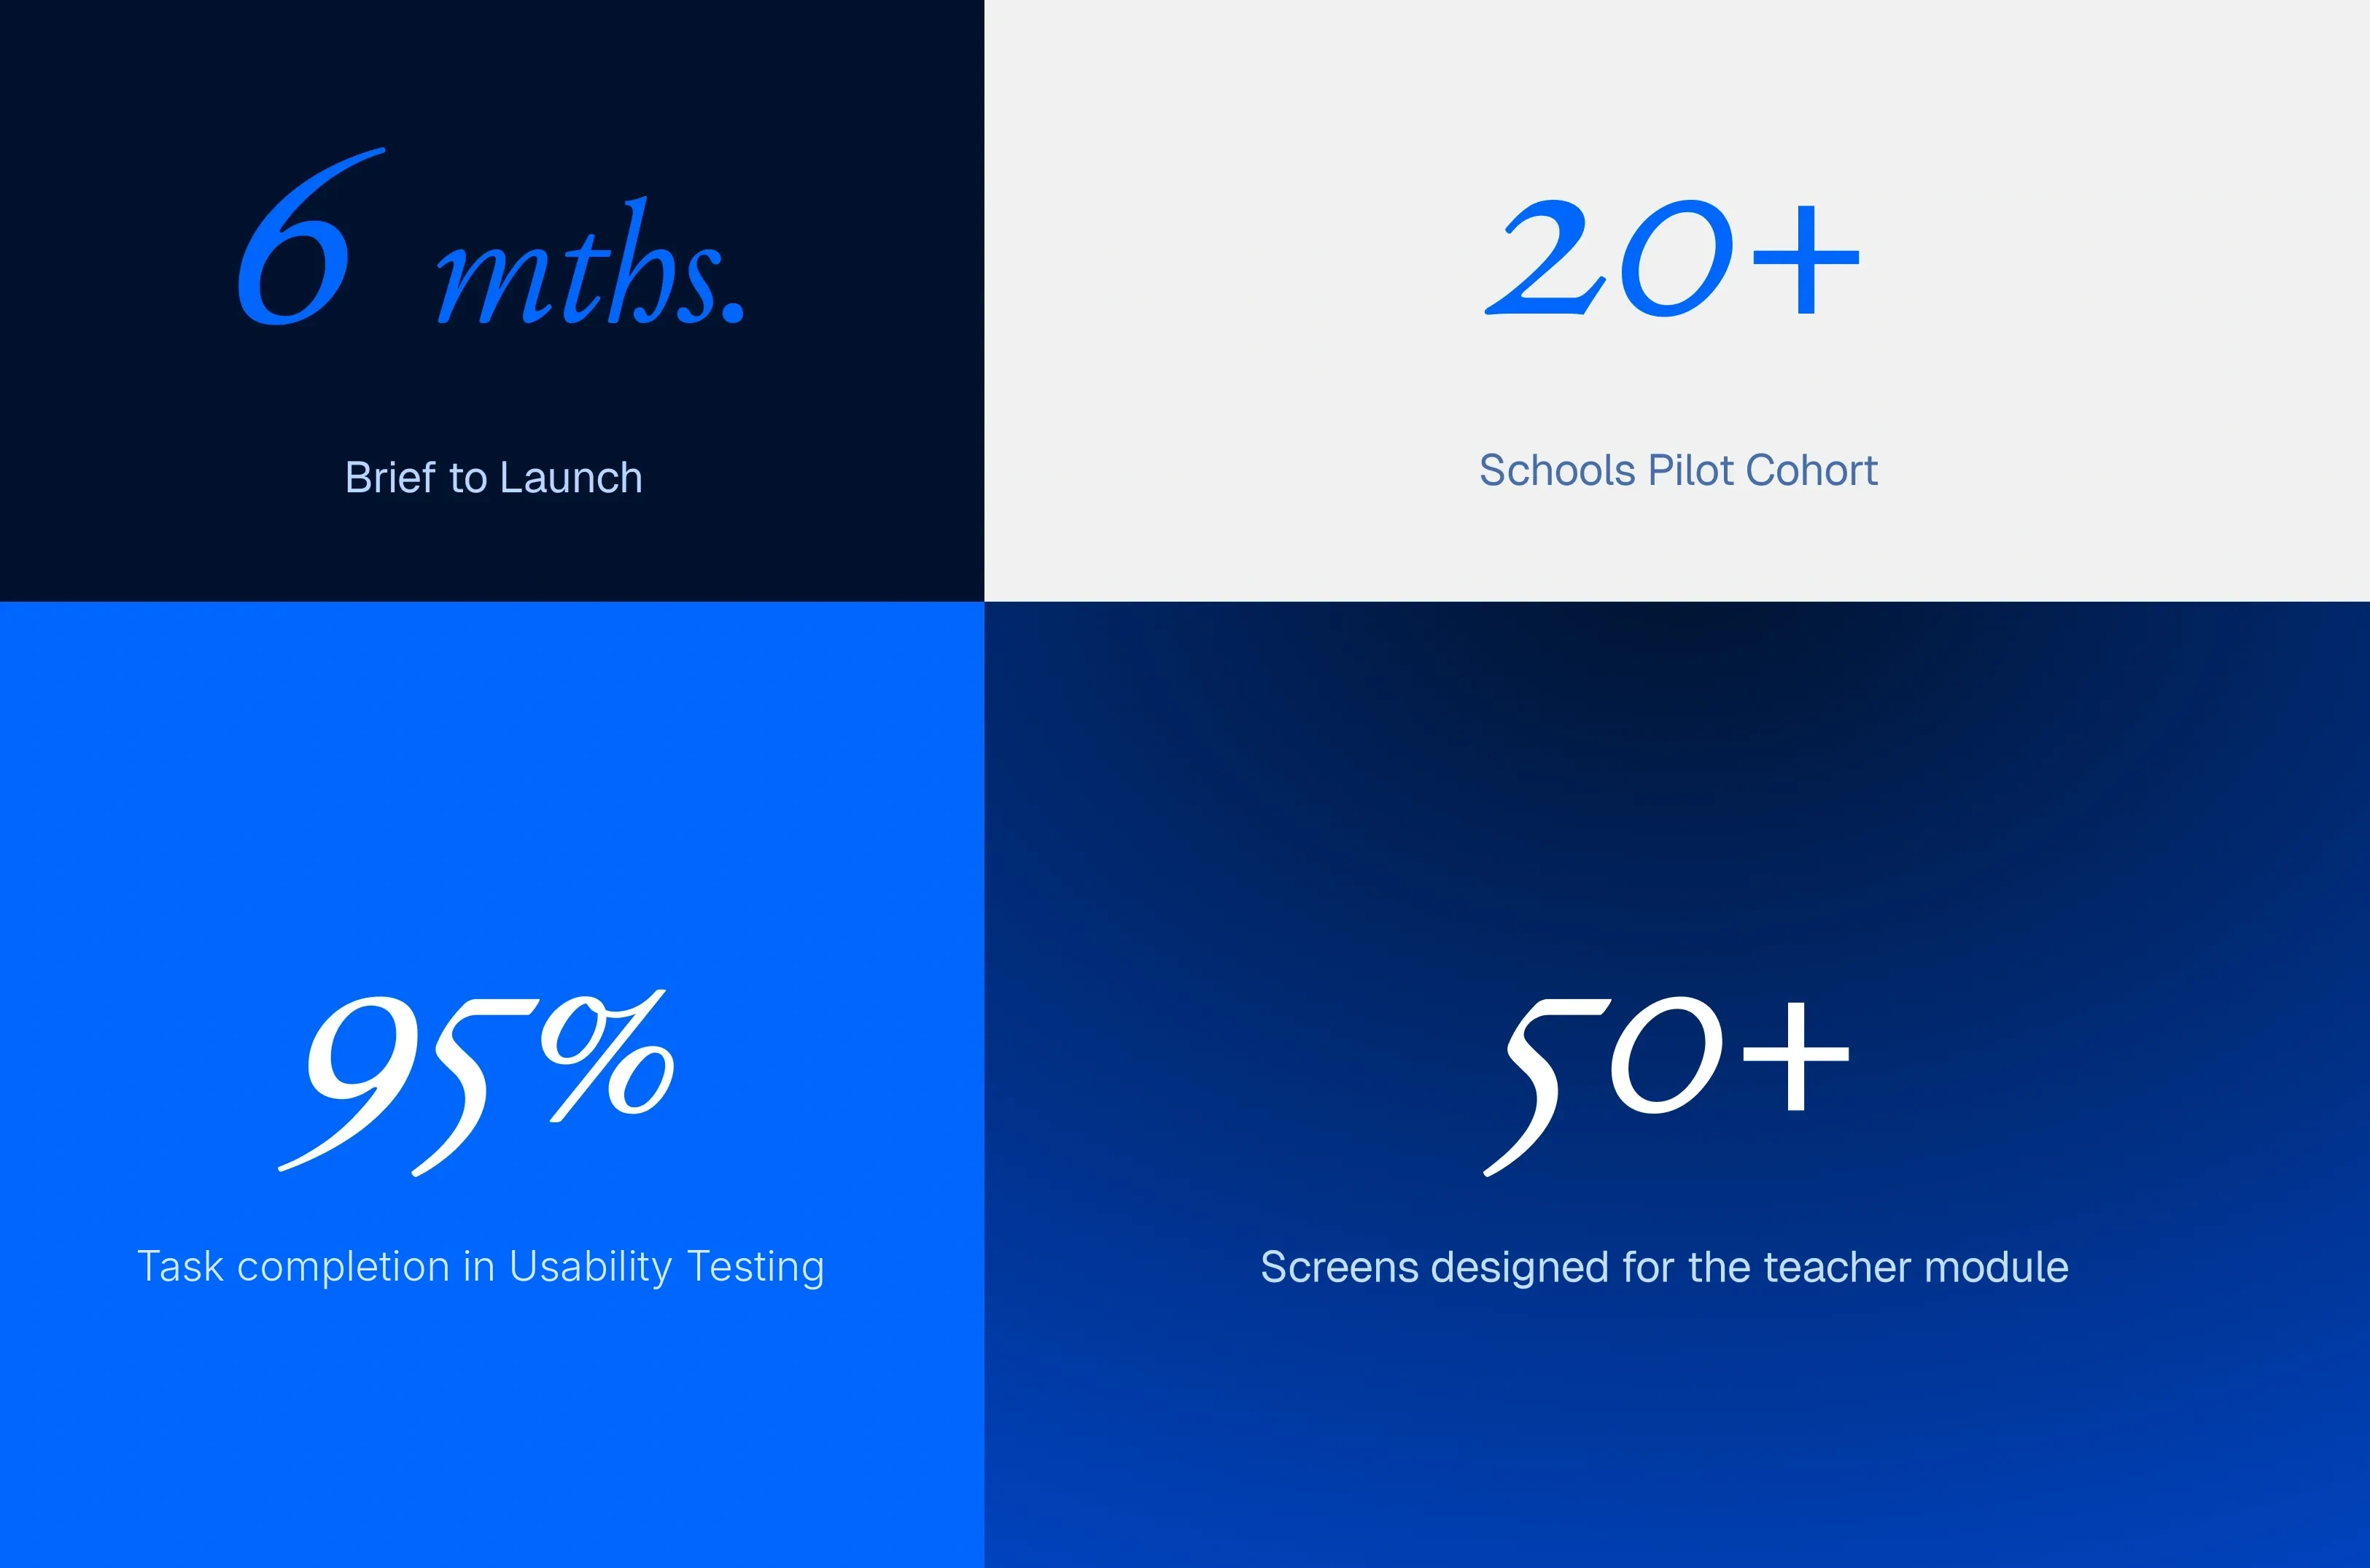 6 mths.
Brief to Launch
20+
Schools Pilot Cohort
95%
Task completion in Usability Testing
50+
Screens designed for the teacher module